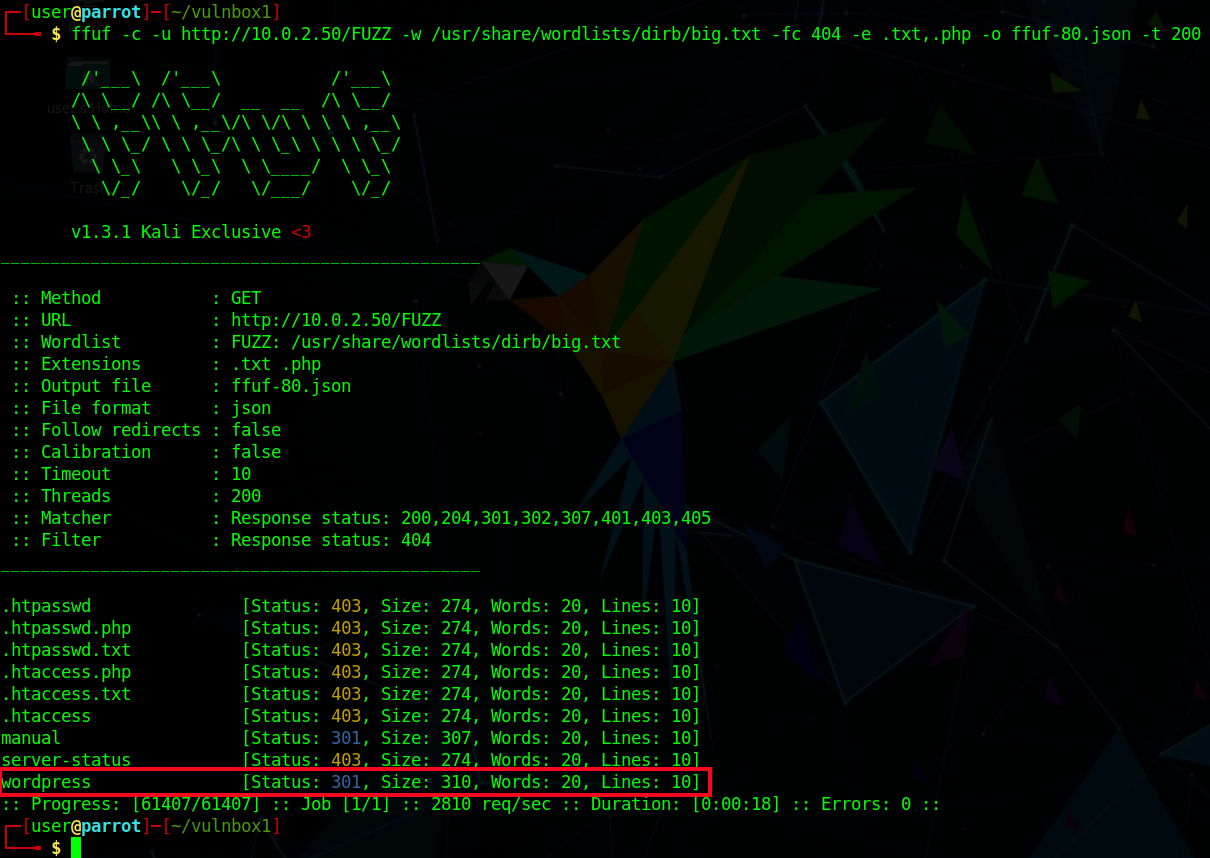 ┌─[user@parrot]─[~/vulnbox1]
└──╼ $ ffuf -c -u http://10.0.2.50/FUZZ -w /usr/share/wordlists/dirb/big.txt -fc 404 -e .txt,.php -o ffuf-80.json -t 200
        /'___\  /'___\           /'___\
user's Home
       /\ \__/ /\ \__/  __  __  /\ \__/
       \ \ ,__\\ \ ,__\/\ \/\ \ \ \ ,__\
        \ \ \_/ \ \ \_/\ \ \_\ \ \ \ \_/
         \ \_\   \ \_\  \ \____/  \ \_\
Trash
          \/_/    \/_/   \/___/    \/_/
       v1.3.1 Kali Exclusive <3
________________________________________________
 :: Method           : GET
 :: URL              : http://10.0.2.50/FUZZ
 :: Wordlist         : FUZZ: /usr/share/wordlists/dirb/big.txt
 :: Extensions       : .txt .php
 :: Output file      : ffuf-80.json
 :: File format      : json
 :: Follow redirects : false
 :: Calibration      : false
 :: Timeout          : 10
 :: Threads          : 200
 :: Matcher          : Response status: 200,204,301,302,307,401,403,405
 :: Filter           : Response status: 404
________________________________________________
.htpasswd               [Status: 403, Size: 274, Words: 20, Lines: 10]
.htpasswd.php           [Status: 403, Size: 274, Words: 20, Lines: 10]
.htpasswd.txt           [Status: 403, Size: 274, Words: 20, Lines: 10]
.htaccess.php           [Status: 403, Size: 274, Words: 20, Lines: 10]
.htaccess.txt           [Status: 403, Size: 274, Words: 20, Lines: 10]
.htaccess               [Status: 403, Size: 274, Words: 20, Lines: 10]
manual                  [Status: 301, Size: 307, Words: 20, Lines: 10]
server-status           [Status: 403, Size: 274, Words: 20, Lines: 10]
wordpress               [Status: 301, Size: 310, Words: 20, Lines: 10]
:: Progress: [61407/61407] :: Job [1/1] :: 2810 req/sec :: Duration: [0:00:18] :: Errors: 0 ::
┌─[user@parrot]─[~/vulnbox1]
└──╼ $